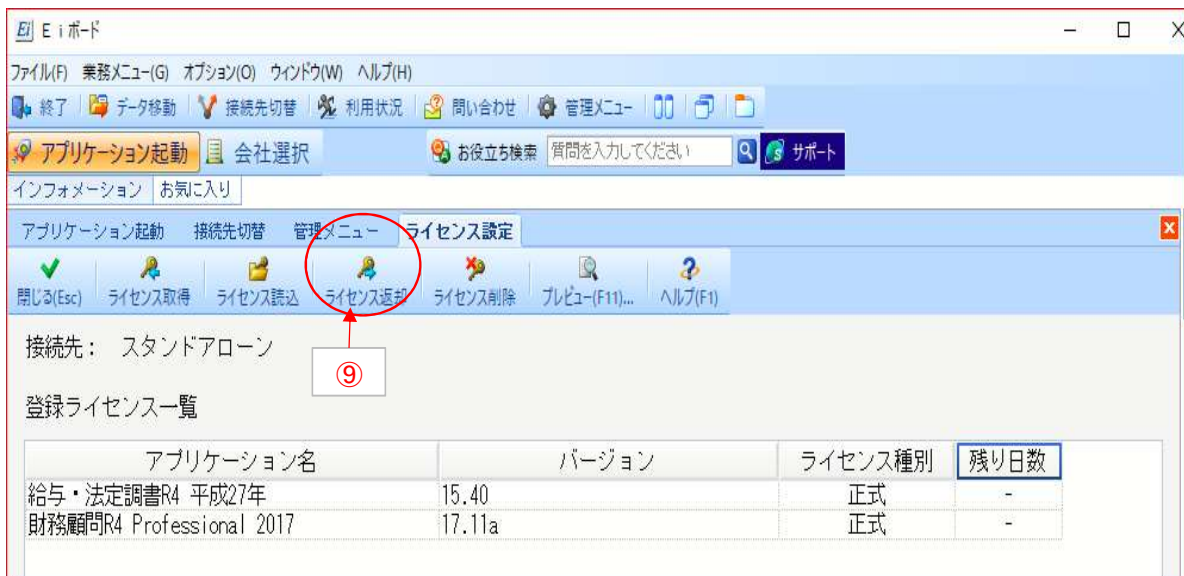 Ei Eiボード
ファイル(F) 業務メニュー(G) オプション(O) ウィンドウ(W) ヘルプ(H)
終了 データ移動 接続先切替 利用状況 問い合わせ 管理メニュー
アプリケーション起動 会社選択 お役立ち検索 質問を入力してください サポート
インフォメーション お気に入り
アプリケーション起動 接続先切替 管理メニュー ライセンス設定
閉じる(Esc) ライセンス取得 ライセンス読込 ライセンス返却 ライセンス削除 プレビュー(F11)... ヘルプ(F1)
接続先： スタンドアローン
⑨
登録ライセンス一覧
アプリケーション名 バージョン ライセンス種別 残り日数
給与・法定調書R4 平成27年 15.40 正式 -
財務顧問R4 Professional 2017 17.11a 正式 -